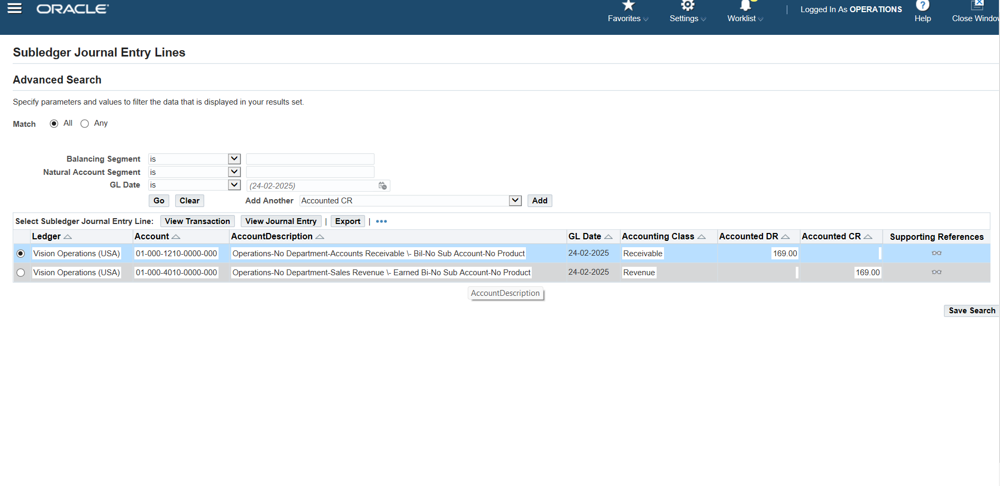 ORACLE
Favorites
Settings
Worklist
Logged In As OPERATIONS
Help
Close Window
Subledger Journal Entry Lines
Advanced Search
Specify parameters and values to filter the data that is displayed in your results set.
Match All Any
Balancing Segment is
Natural Account Segment is
GL Date is (24-02-2025)
Go Clear Add Another Accounted CR Add
Select Subledger Journal Entry Line: View Transaction View Journal Entry | Export | •••
Ledger Account AccountDescription GL Date Accounting Class Accounted DR Accounted CR Supporting References
Vision Operations (USA) 01-000-1210-0000-000 Operations-No Department-Accounts Receivable \- Bil-No Sub Account-No Product 24-02-2025 Receivable 169.00
Vision Operations (USA) 01-000-4010-0000-000 Operations-No Department-Sales Revenue \- Earned Bi-No Sub Account-No Product 24-02-2025 Revenue 169.00
AccountDescription
Save Search